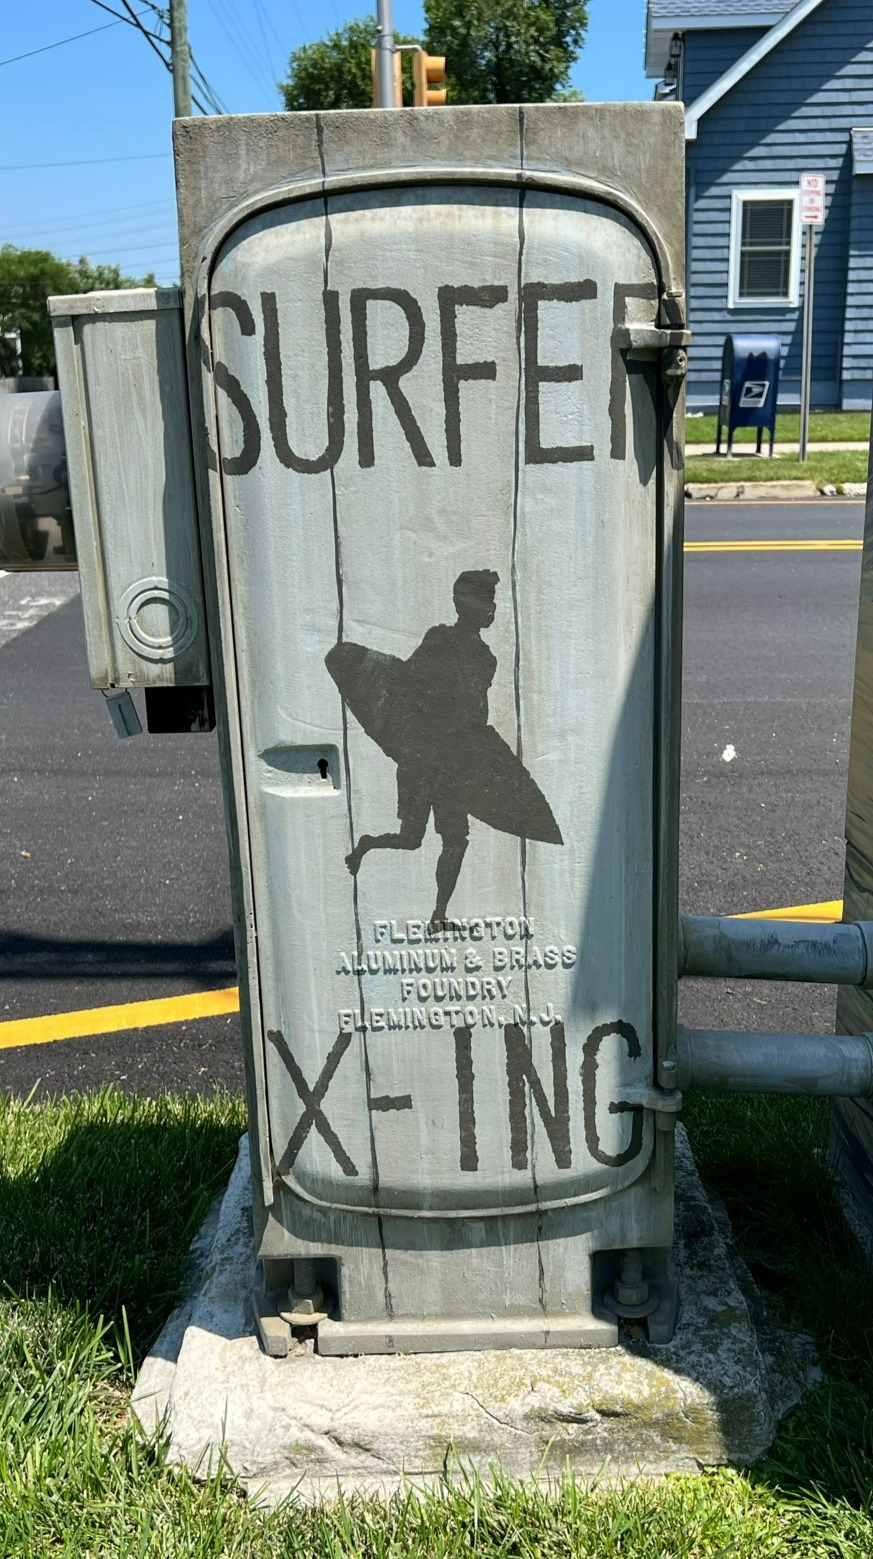 SURFER
FLEMINGTON
ALUMINUM & BRASS
FOUNDRY
FLEMINGTON, N.J.
X-ING